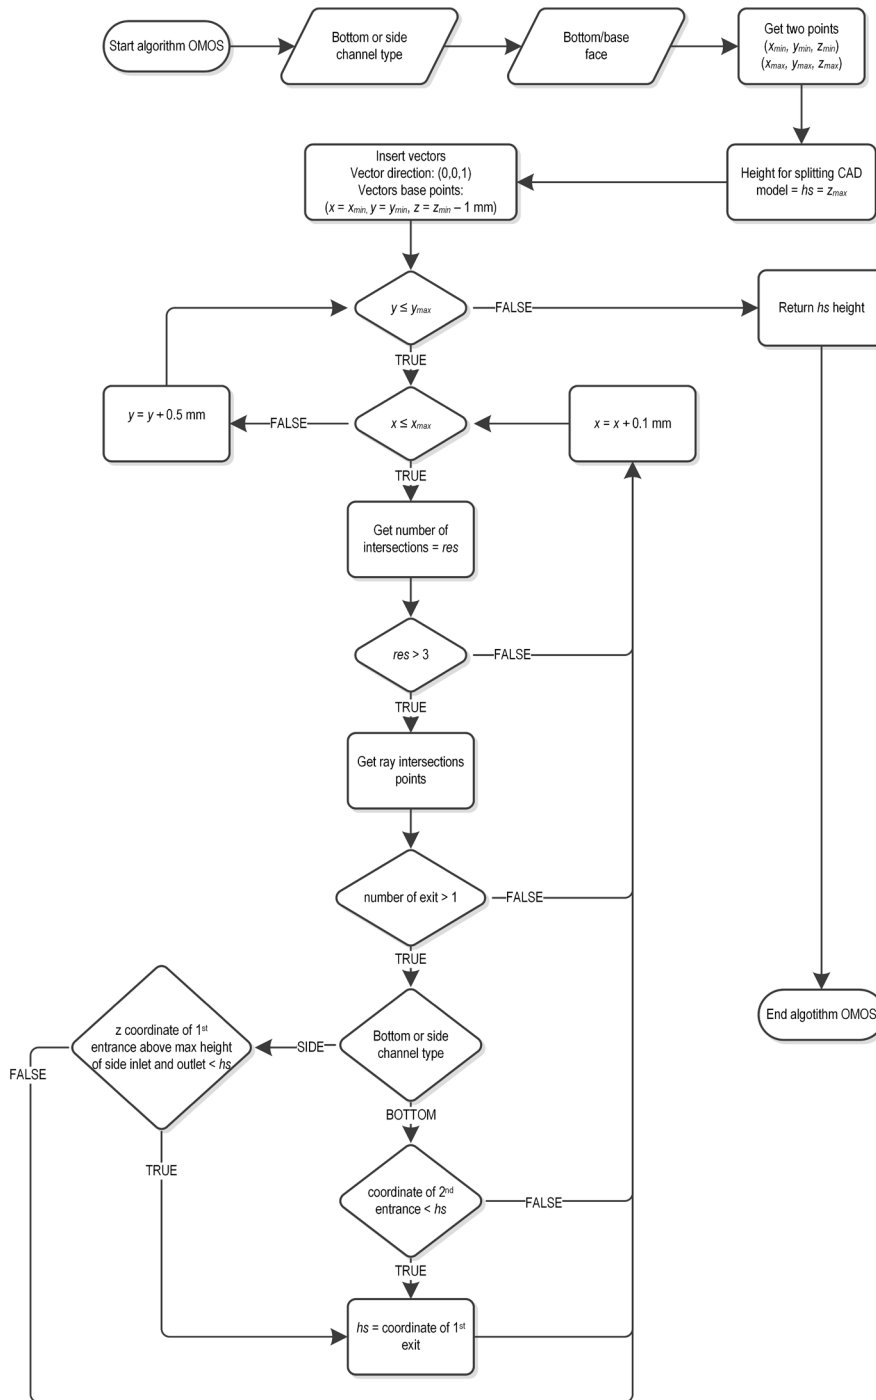 Start algorithm OMOS
Bottom or side
channel type
Bottom/base
face
Get two points
(xmin, ymin, zmin)
(xmax, ymax, zmax)
Insert vectors
Vector direction: (0,0,1)
Vectors base points:
(x = xmin, y = ymin, z = zmin – 1 mm)
Height for splitting CAD
model = hs = zmax
y ≤ ymax
FALSE
Return hs height
TRUE
y = y + 0.5 mm
FALSE
x ≤ xmax
x = x + 0.1 mm
TRUE
Get number of
intersections = res
res > 3
FALSE
TRUE
Get ray intersections
points
number of exit > 1
FALSE
TRUE
End algotithm OMOS
Bottom or side
channel type
SIDE
z coordinate of 1st
entrance above max height
of side inlet and outlet < hs
FALSE
BOTTOM
TRUE
coordinate of 2nd
entrance < hs
FALSE
TRUE
hs = coordinate of 1st
exit